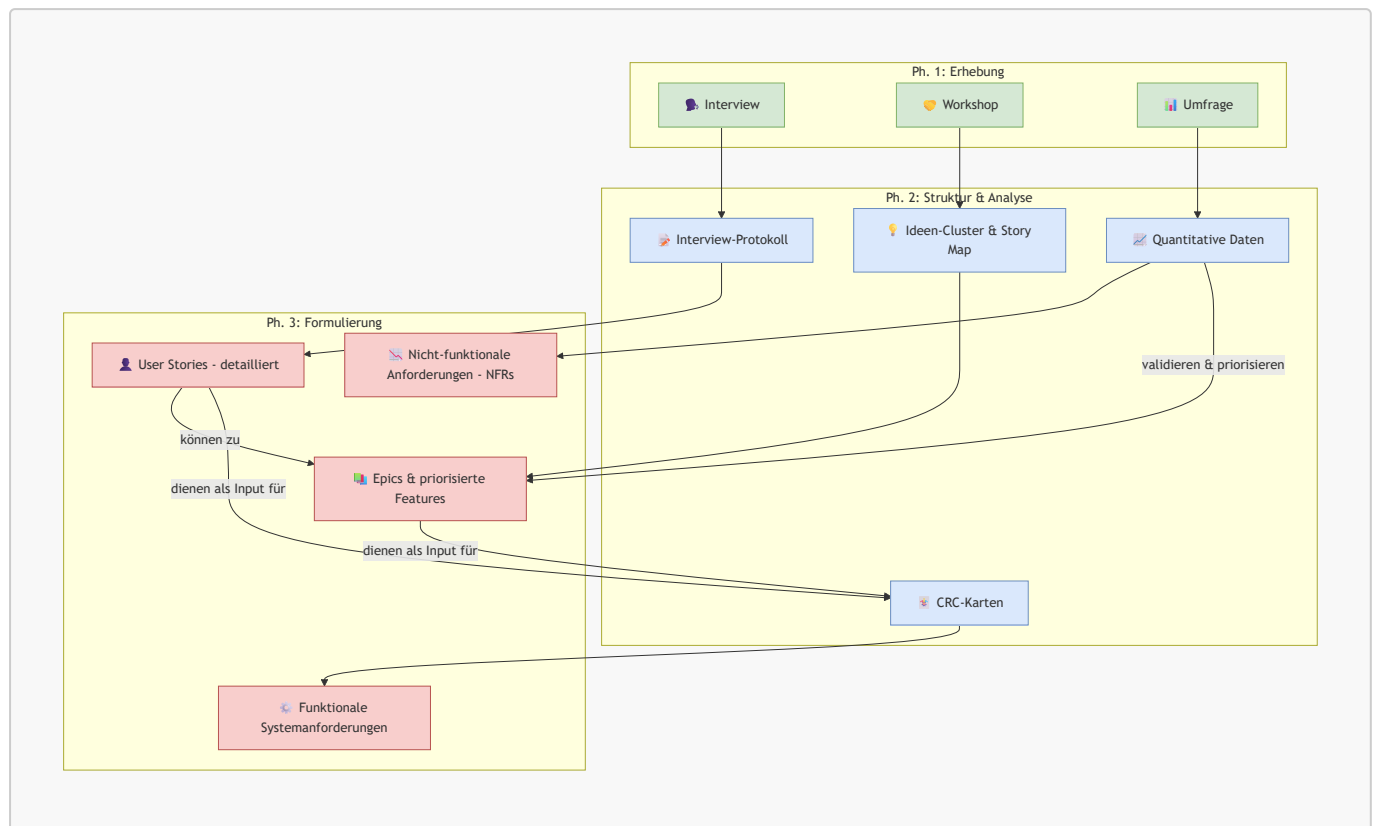 Ph. 1: Erhebung
Interview
Workshop
Umfrage
Ph. 2: Struktur & Analyse
Interview-Protokoll
Ideen-Cluster & Story
Map
Quantitative Daten
Ph. 3: Formulierung
User Stories - detailliert
Nicht-funktionale
Anforderungen - NFRs
validieren & priorisieren
können zu
dienen als Input für
Epics & priorisierte
Features
dienen als Input für
CRC-Karten
Funktionale
Systemanforderungen